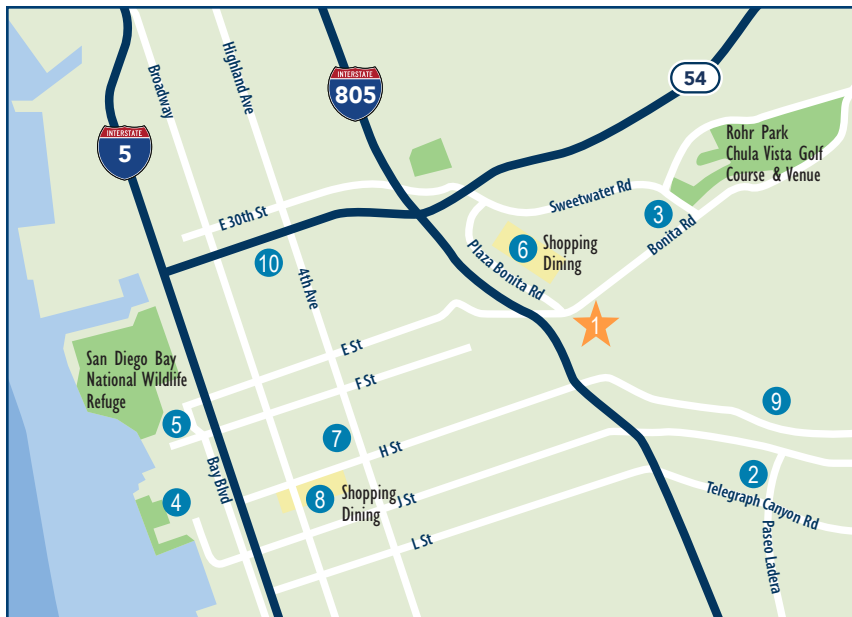 Broadway
Highland Ave
INTERSTATE
805
54
INTERSTATE
5
Rohr Park
Chula Vista Golf
Course & Venue
Sweetwater Rd
3
E 30th St
Bonita Rd
6
Shopping
Dining
10
Plaza Bonita Rd
4th Ave
1
E St
San Diego Bay
National Wildlife
Refuge
F St
9
5
7
H St
2
Bay Blvd
8
Shopping
Dining
4
J St
Telegraph Canyon Rd
L St
Paseo Ladera